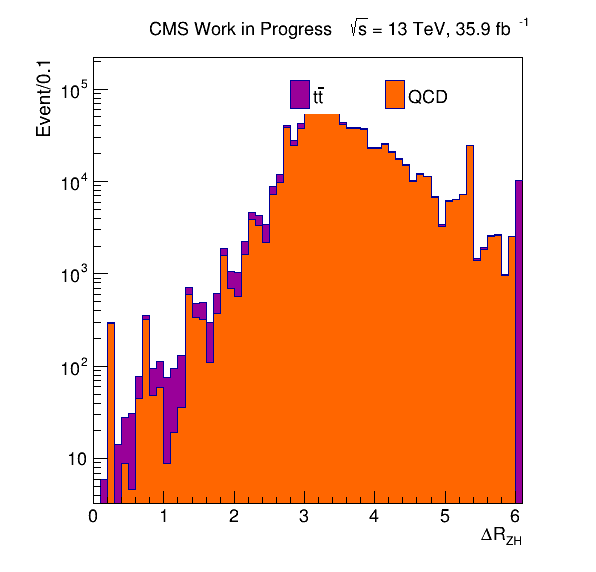 CMS Work in Progress √s = 13 TeV, 35.9 fb⁻¹
Event/0.1
tt̄ QCD
10⁵
10⁴
10³
10²
10
0 1 2 3 4 5 6
ΔR_ZH